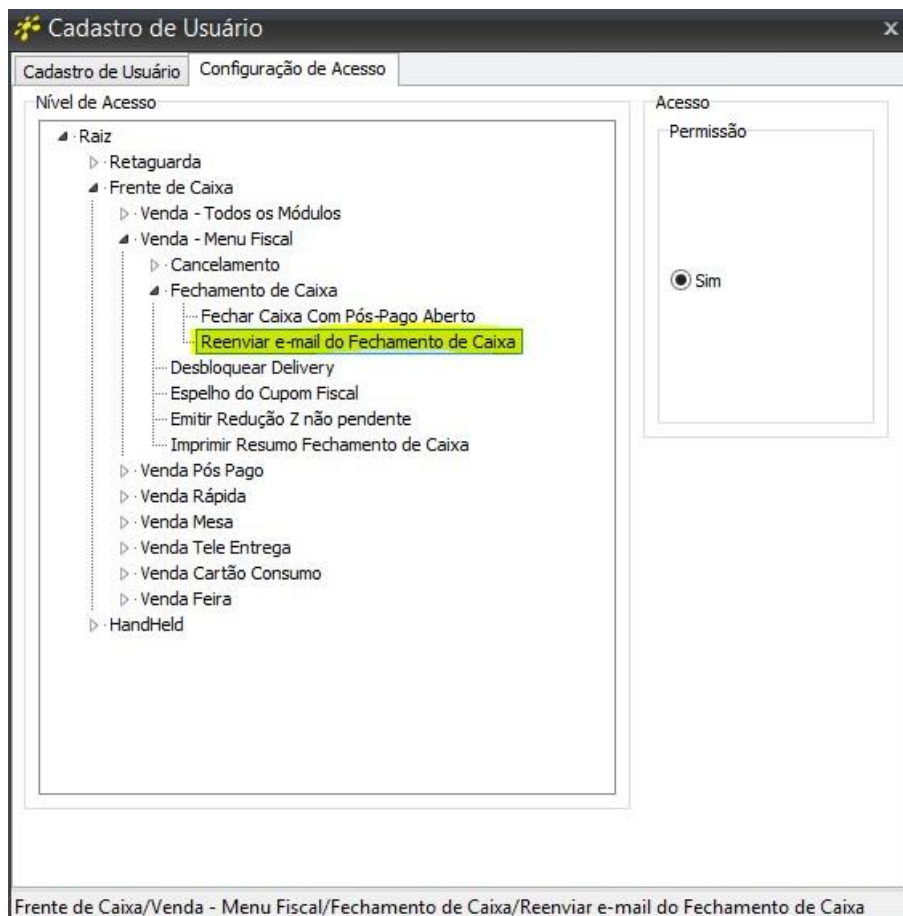 Cadastro de Usuário
x
Cadastro de Usuário
Configuração de Acesso
Nível de Acesso
Raiz
Retaguarda
Frente de Caixa
Venda - Todos os Módulos
Venda - Menu Fiscal
Cancelamento
Fechamento de Caixa
Fechar Caixa Com Pós-Pago Aberto
Reenviar e-mail do Fechamento de Caixa
Desbloquear Delivery
Espelho do Cupom Fiscal
Emitir Redução Z não pendente
Imprimir Resumo Fechamento de Caixa
Venda Pós Pago
Venda Rápida
Venda Mesa
Venda Tele Entrega
Venda Cartão Consumo
Venda Feira
HandHeld
Acesso
Permissão
Sim
Frente de Caixa/Venda - Menu Fiscal/Fechamento de Caixa/Reenviar e-mail do Fechamento de Caixa